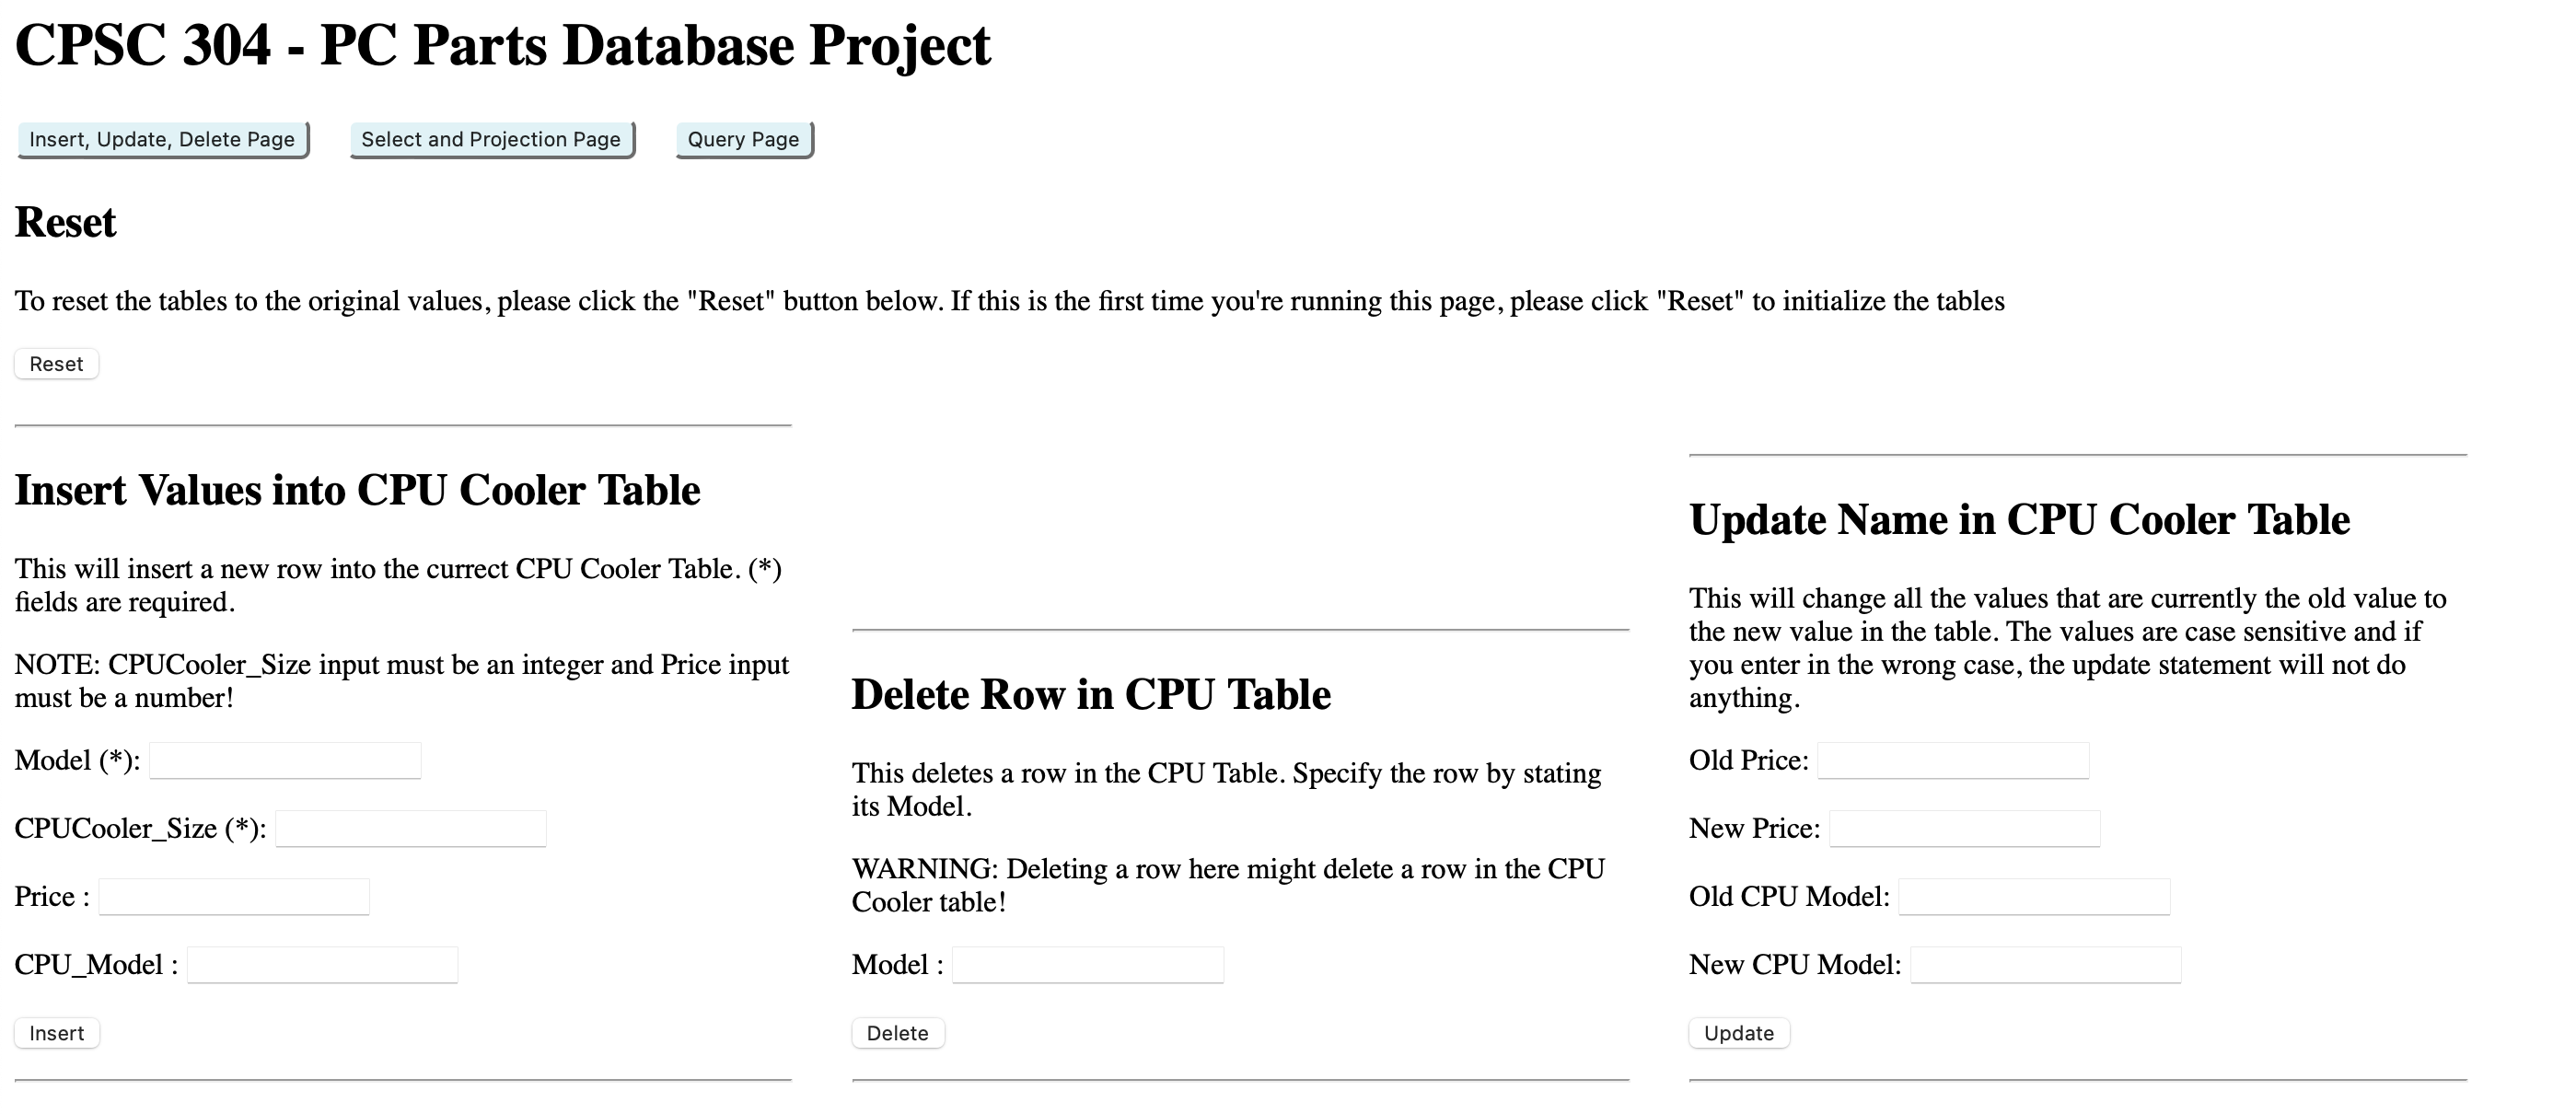 CPSC 304 - PC Parts Database Project
Insert, Update, Delete Page
Select and Projection Page
Query Page
Reset
To reset the tables to the original values, please click the "Reset" button below. If this is the first time you're running this page, please click "Reset" to initialize the tables
Reset
Insert Values into CPU Cooler Table
This will insert a new row into the currect CPU Cooler Table. (*)
fields are required.
NOTE: CPUCooler_Size input must be an integer and Price input
must be a number!
Model (*):
CPUCooler_Size (*):
Price :
CPU_Model :
Insert
Delete Row in CPU Table
This deletes a row in the CPU Table. Specify the row by stating
its Model.
WARNING: Deleting a row here might delete a row in the CPU
Cooler table!
Model :
Delete
Update Name in CPU Cooler Table
This will change all the values that are currently the old value to
the new value in the table. The values are case sensitive and if
you enter in the wrong case, the update statement will not do
anything.
Old Price:
New Price:
Old CPU Model:
New CPU Model:
Update